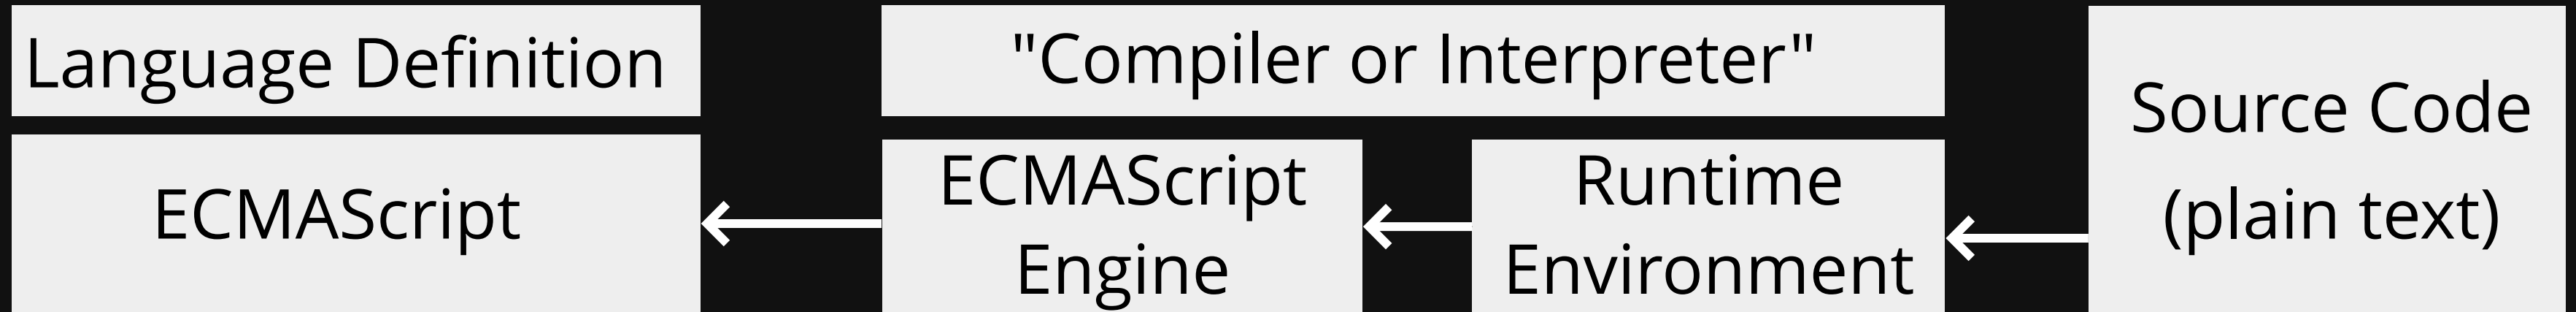 Language Definition
ECMAScript
"Compiler or Interpreter"
ECMAScript
Engine
Runtime
Environment
Source Code
(plain text)